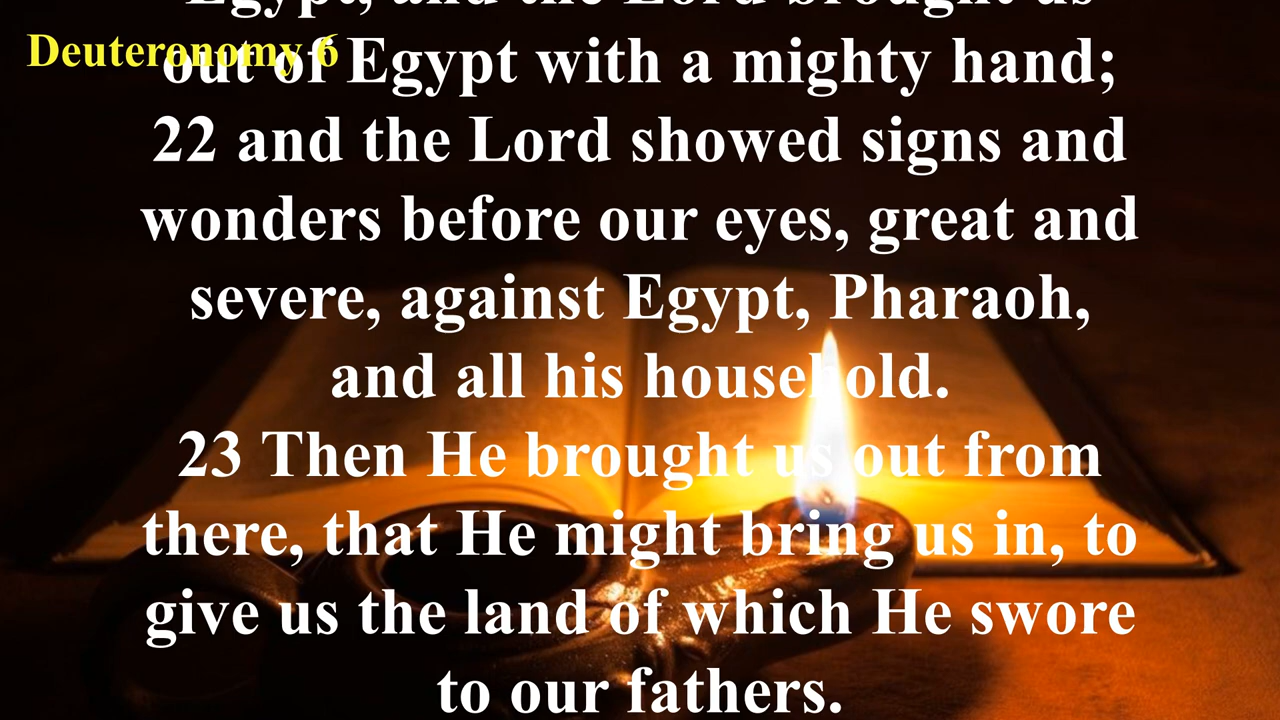 Egypt, and the Lord brought us
Deuteronomy 6
out of Egypt with a mighty hand;
22 and the Lord showed signs and
wonders before our eyes, great and
severe, against Egypt, Pharaoh,
and all his household.
23 Then He brought us out from
there, that He might bring us in, to
give us the land of which He swore
to our fathers.